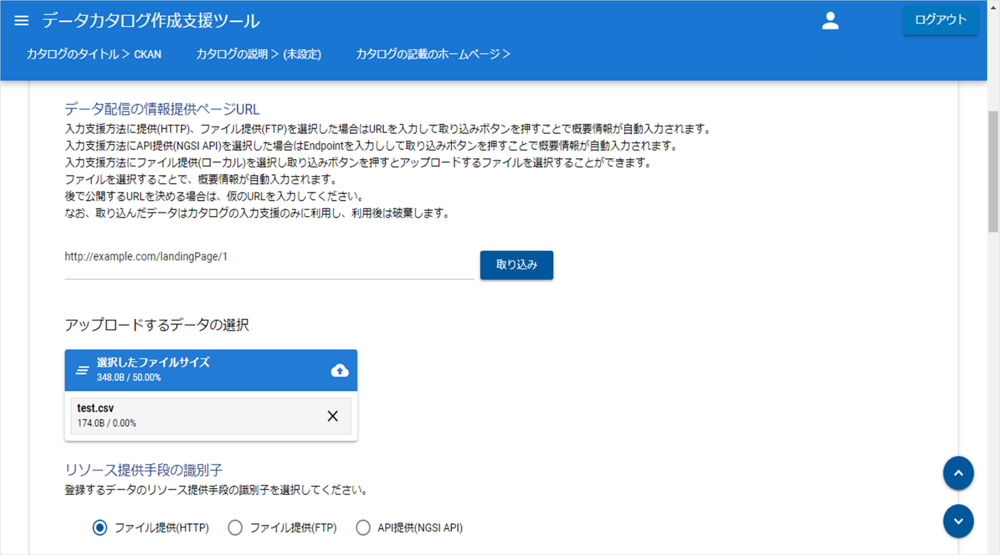 データカタログ作成支援ツール
ログアウト
カタログのタイトル > CKAN
カタログの説明 > (未設定)
カタログの記載のホームページ >
データ配信の情報提供ページURL
入力支援方法に提供(HTTP)、ファイル提供(FTP)を選択した場合はURLを入力して取り込みボタンを押すことで概要情報が自動入力されます。
入力支援方法にAPI提供(NGSI API)を選択した場合はEndpointを入力しして取り込みボタンを押すことで概要情報が自動入力されます。
入力支援方法にファイル提供(ローカル)を選択し取り込みボタンを押すとアップロードするファイルを選択することができます。
ファイルを選択することで、概要情報が自動入力されます。
後で公開するURLを決める場合は、仮のURLを入力してください。
なお、取り込んだデータはカタログの入力支援のみに利用し、利用後は破棄します。
http://example.com/landingPage/1
取り込み
アップロードするデータの選択
選択したファイルサイズ
348.0B / 50.00%
test.csv
174.0B / 0.00%
リソース提供手段の識別子
登録するデータのリソース提供手段の識別子を選択してください。
ファイル提供(HTTP)
ファイル提供(FTP)
API提供(NGSI API)